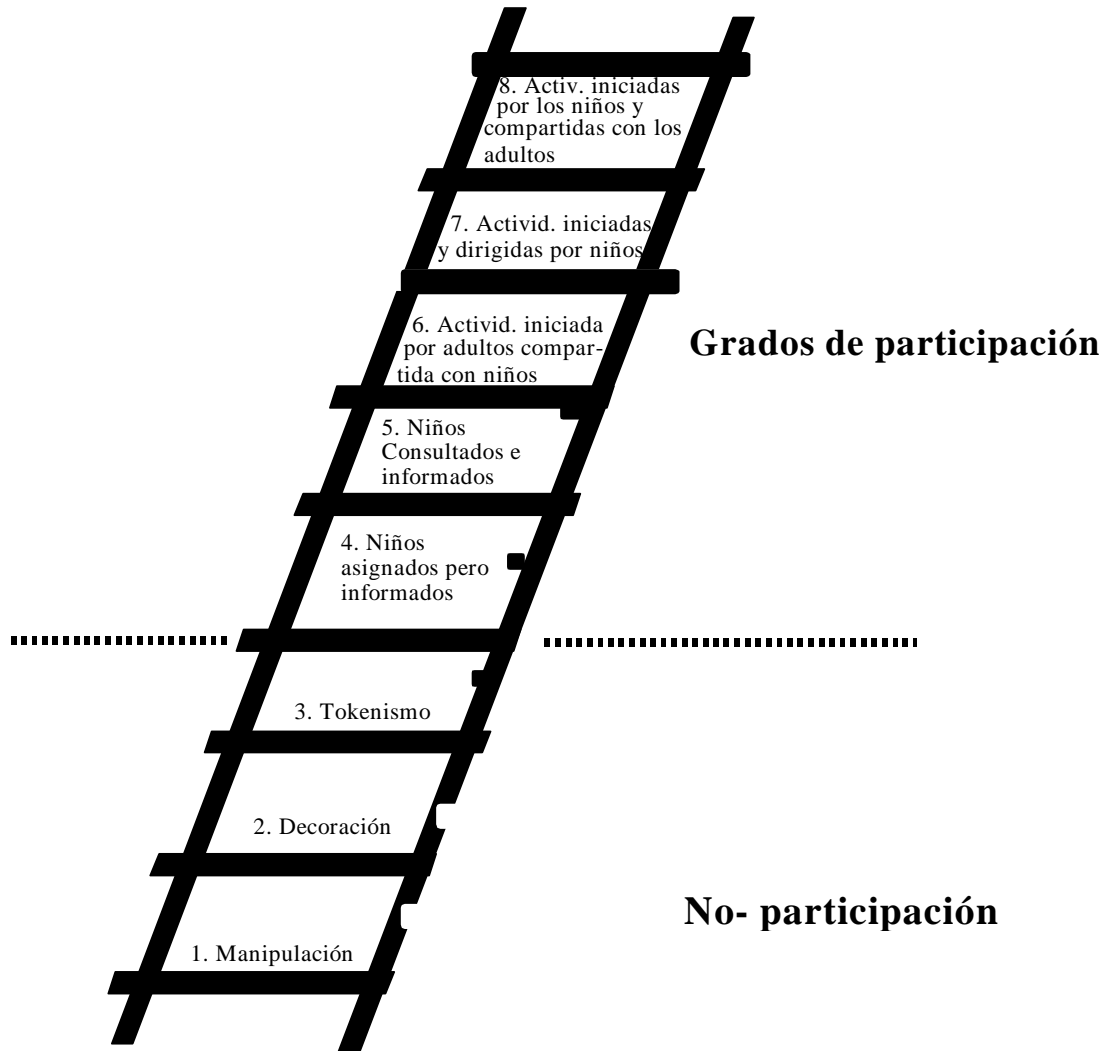 8. Activ. iniciadas
por los niños y
compartidas con los
adultos
7. Activid. iniciadas
y dirigidas por niños
6. Activid. iniciada
por adultos compar-
tida con niños
Grados de participación
5. Niños
Consultados e
informados
4. Niños
asignados pero
informados
3. Tokenismo
2. Decoración
No- participación
1. Manipulación